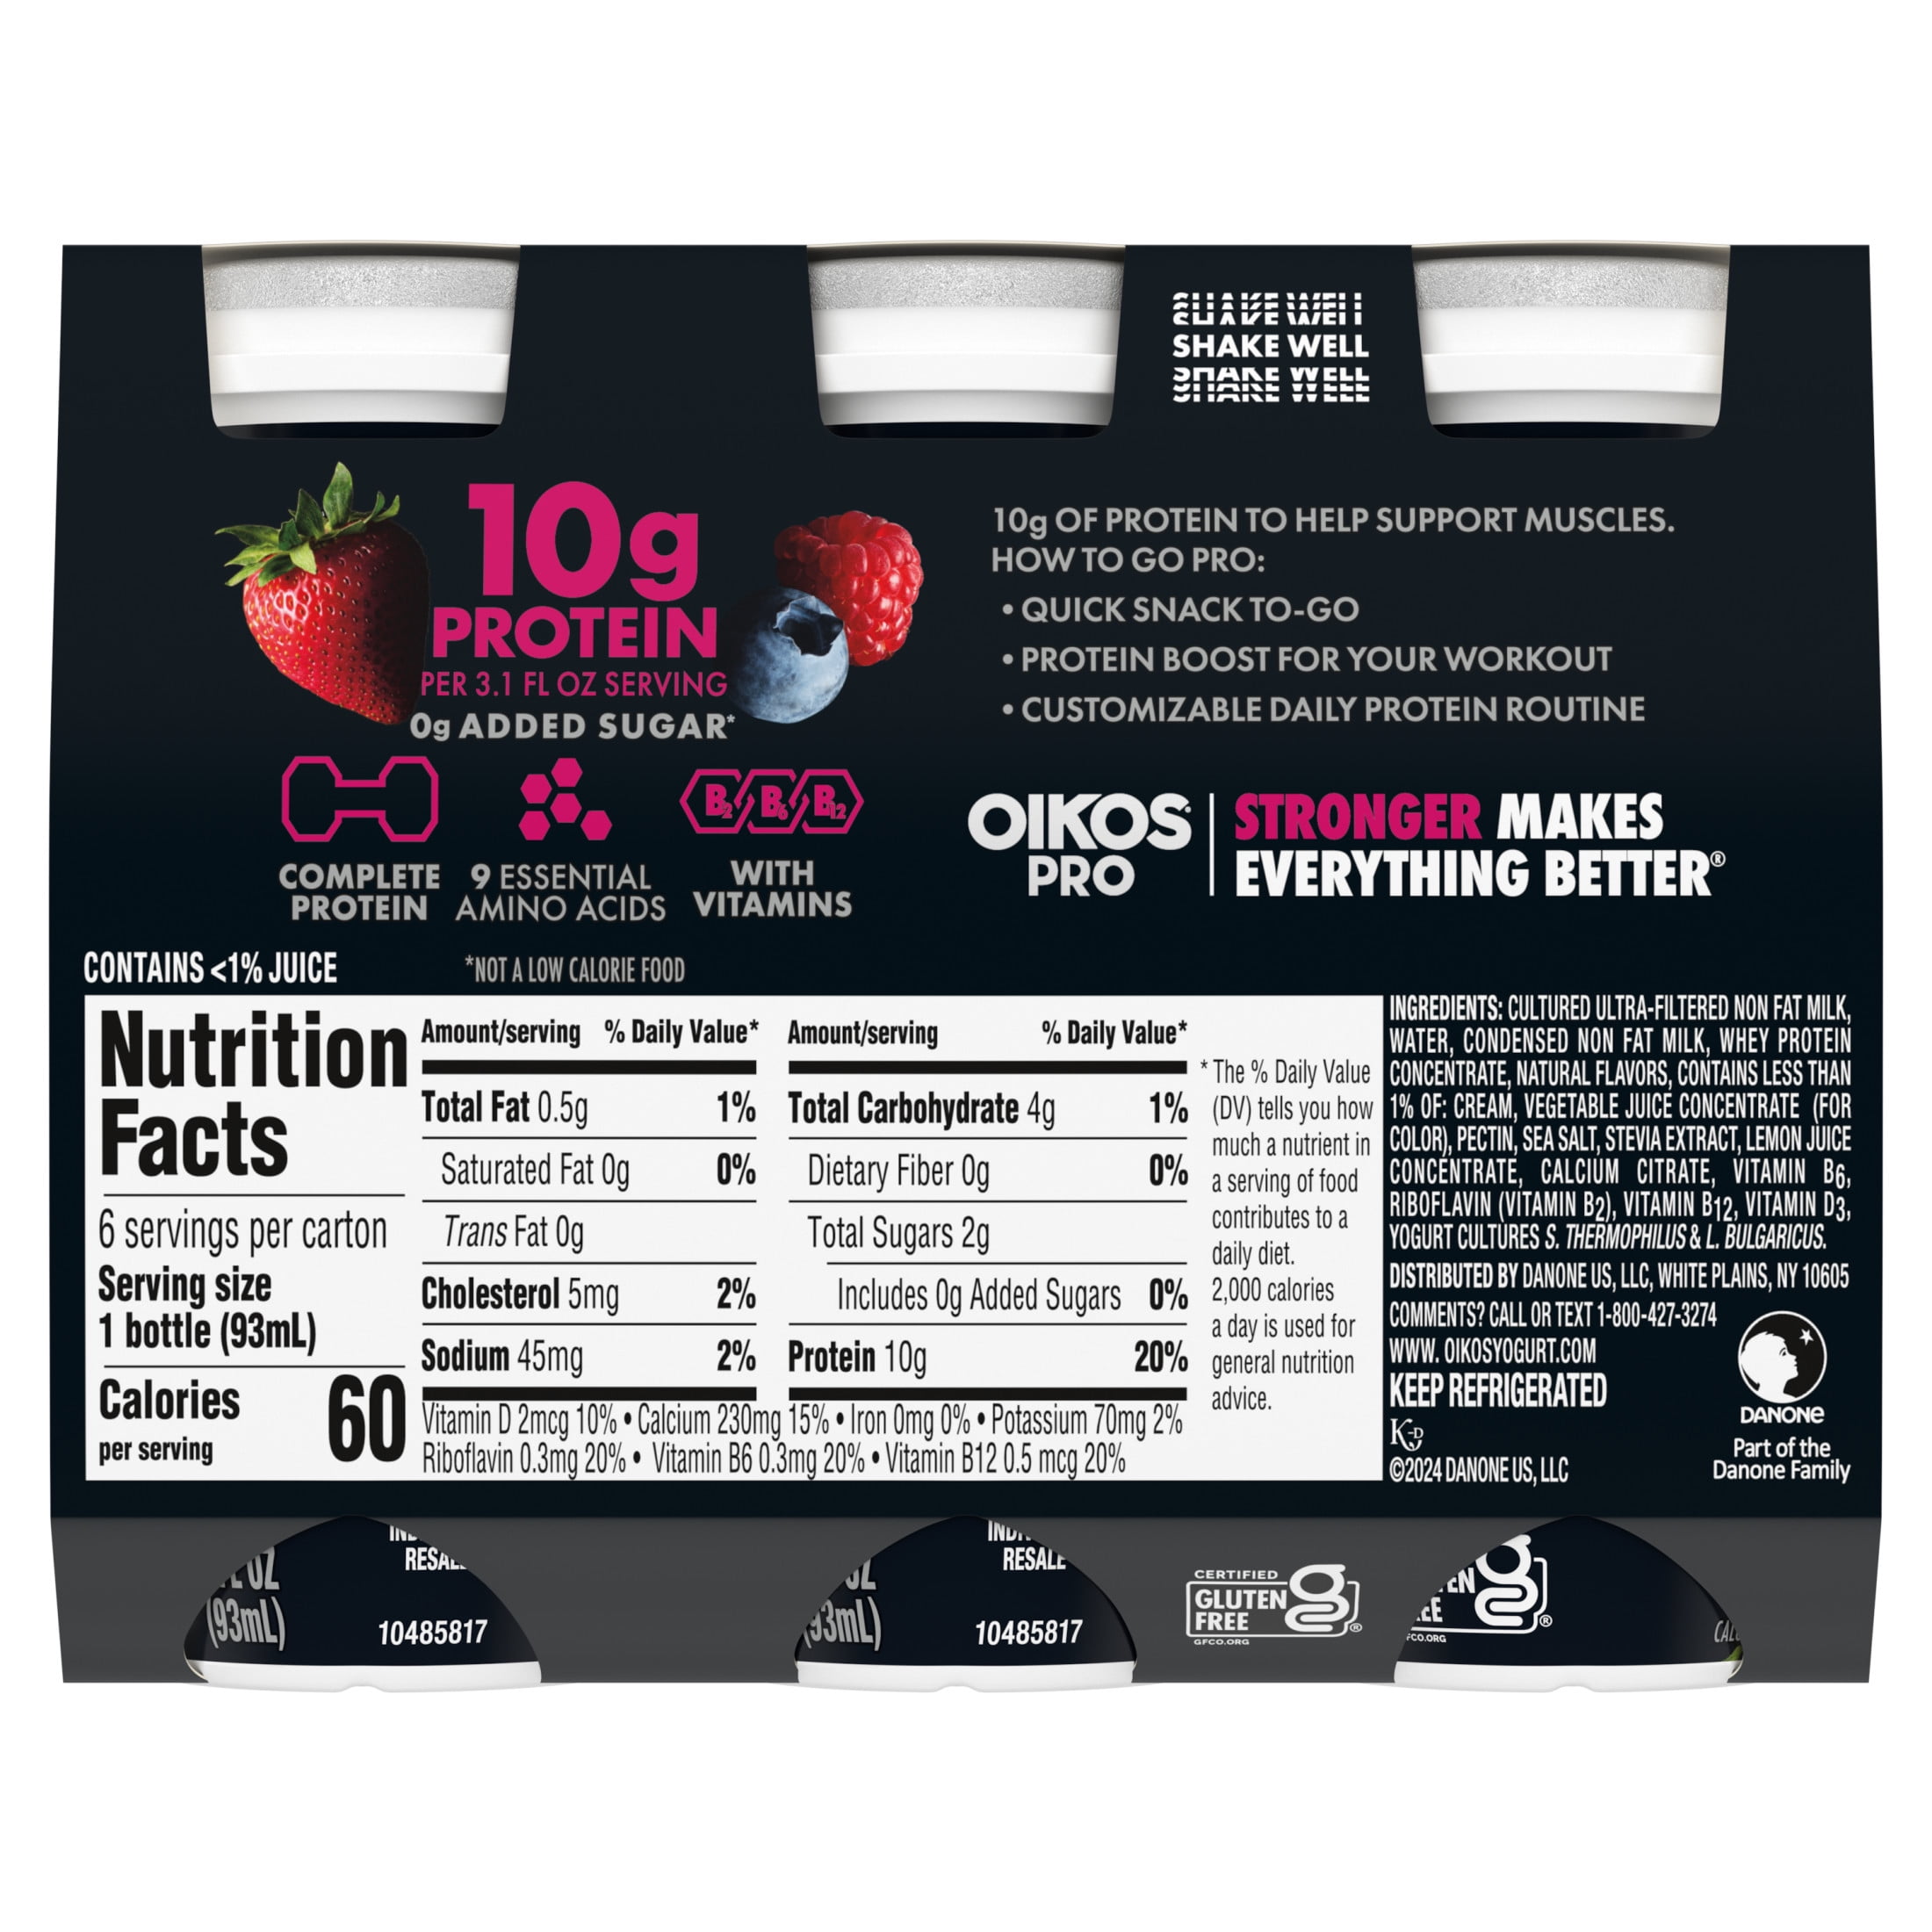 SHAKE WELL
SHAKE WELL
SHAKE WELL
10g
PROTEIN
PER 3.1 FL OZ SERVING
0g ADDED SUGAR*
COMPLETE
PROTEIN
9 ESSENTIAL
AMINO ACIDS
B2 B6 B12
WITH
VITAMINS
10g OF PROTEIN TO HELP SUPPORT MUSCLES.
HOW TO GO PRO:
• QUICK SNACK TO-GO
• PROTEIN BOOST FOR YOUR WORKOUT
• CUSTOMIZABLE DAILY PROTEIN ROUTINE
OIKOS
PRO
STRONGER MAKES
EVERYTHING BETTER®
CONTAINS <1% JUICE
*NOT A LOW CALORIE FOOD
Nutrition
Facts
6 servings per carton
Serving size
1 bottle (93mL)
Calories 60
per serving
Amount/serving % Daily Value*
Total Fat 0.5g 1%
Saturated Fat 0g 0%
Trans Fat 0g
Cholesterol 5mg 2%
Sodium 45mg 2%
Amount/serving % Daily Value*
Total Carbohydrate 4g 1%
Dietary Fiber 0g 0%
Total Sugars 2g
Includes 0g Added Sugars 0%
Protein 10g 20%
Vitamin D 2mcg 10% • Calcium 230mg 15% • Iron 0mg 0% • Potassium 70mg 2%
Riboflavin 0.3mg 20% • Vitamin B6 0.3mg 20% • Vitamin B12 0.5 mcg 20%
* The % Daily Value
(DV) tells you how
much a nutrient in
a serving of food
contributes to a
daily diet.
2,000 calories
a day is used for
general nutrition
advice.
INGREDIENTS: CULTURED ULTRA-FILTERED NON FAT MILK,
WATER, CONDENSED NON FAT MILK, WHEY PROTEIN
CONCENTRATE, NATURAL FLAVORS, CONTAINS LESS THAN
1% OF: CREAM, VEGETABLE JUICE CONCENTRATE (FOR
COLOR), PECTIN, SEA SALT, STEVIA EXTRACT, LEMON JUICE
CONCENTRATE, CALCIUM CITRATE, VITAMIN B6,
RIBOFLAVIN (VITAMIN B2), VITAMIN B12, VITAMIN D3,
YOGURT CULTURES S. THERMOPHILUS & L. BULGARICUS.
DISTRIBUTED BY DANONE US, LLC, WHITE PLAINS, NY 10605
COMMENTS? CALL OR TEXT 1-800-427-3274
WWW. OIKOSYOGURT.COM
KEEP REFRIGERATED
K-D
©2024 DANONE US, LLC
DANONE
Part of the
Danone Family
OZ
(93mL)
RESALE
10485817
93mL)
RESALE
10485817
CERTIFIED
GLUTEN
FREE
GFCO.ORG
®
CO.ORG
®